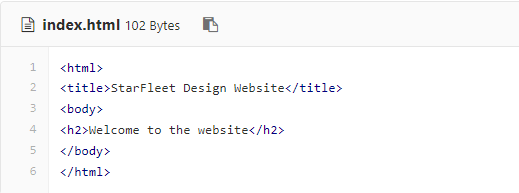 index.html 102 Bytes
1 <html>
2 <title>StarFleet Design Website</title>
3 <body>
4 <h2>Welcome to the website</h2>
5 </body>
6 </html>